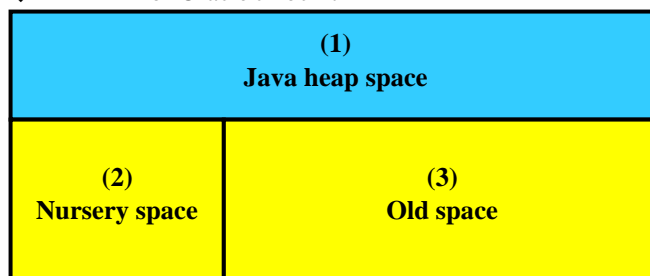 (1)
Java heap space
(2)
Nursery space
(3)
Old space